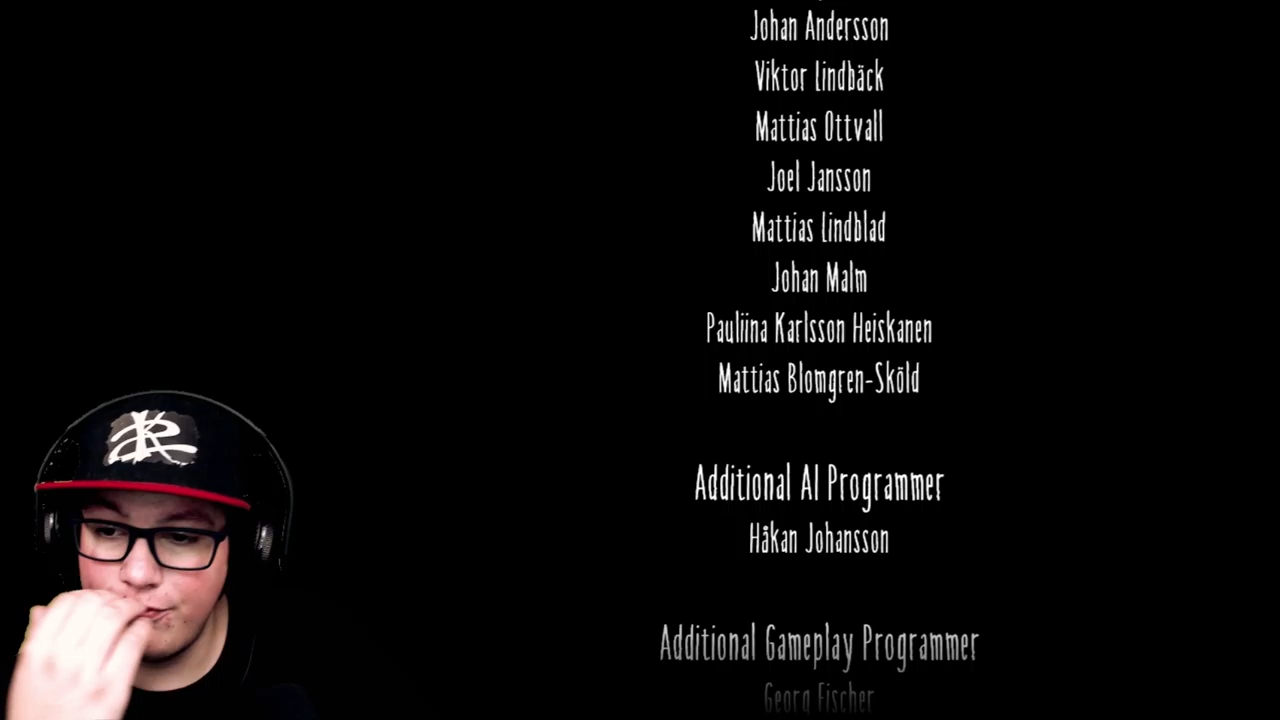 Johan Andersson
Viktor Lindbäck
Mattias Ottvall
Joel Jansson
Mattias Lindblad
Johan Malm
Pauliina Karlsson Heiskanen
Mattias Blomgren-Sköld
Additional AI Programmer
Håkan Johansson
Additional Gameplay Programmer
Georg Fischer